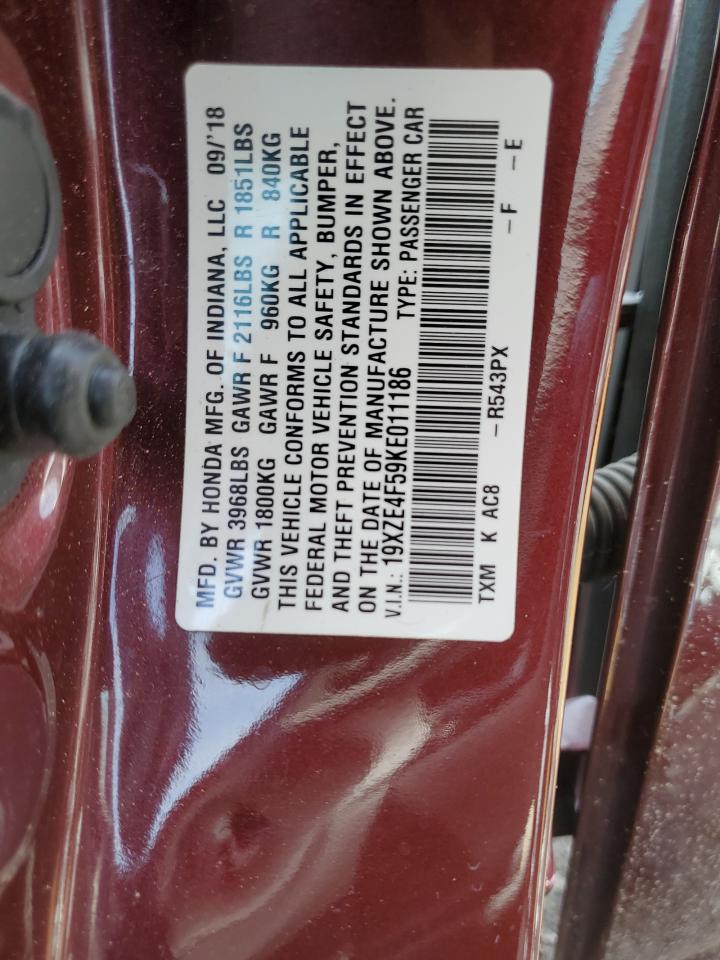 MFD. BY HONDA MFG. OF INDIANA, LLC 09/'18
GVWR 3968LBS GAWR F 2116LBS R 1851LBS
GVWR 1800KG GAWR F 960KG R 840KG
THIS VEHICLE CONFORMS TO ALL APPLICABLE
FEDERAL MOTOR VEHICLE SAFETY, BUMPER,
AND THEFT PREVENTION STANDARDS IN EFFECT
ON THE DATE OF MANUFACTURE SHOWN ABOVE.
V.I.N.: 19XZE4F59KE011186 TYPE: PASSENGER CAR
TXM K AC8 – R543PX – F – E